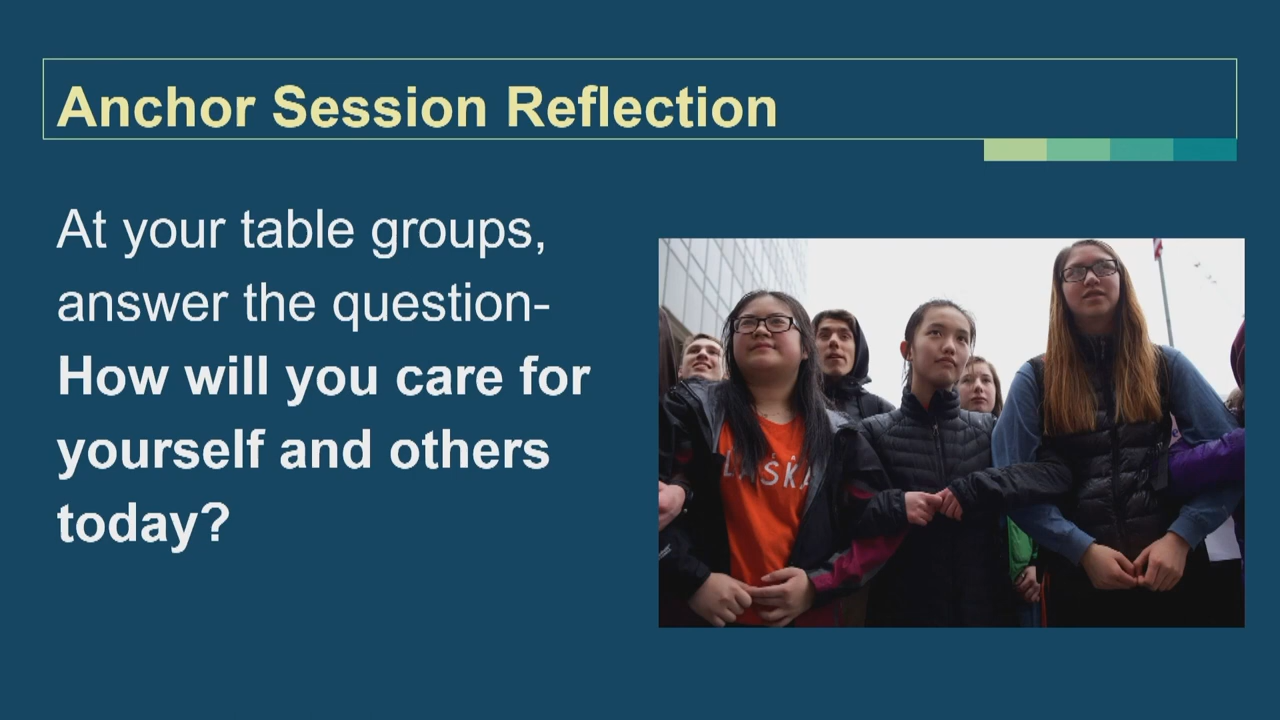 Anchor Session Reflection
At your table groups,
answer the question-
How will you care for
yourself and others
today?
LASKA